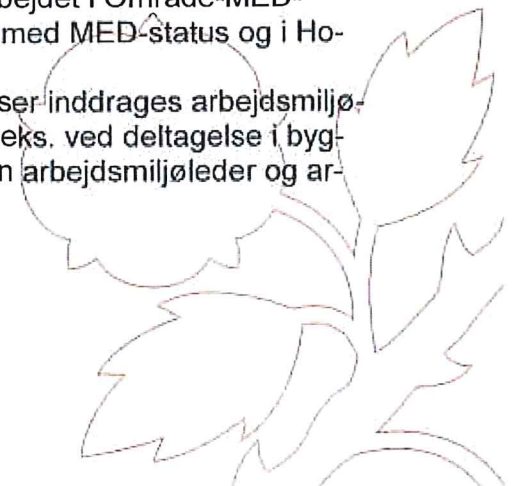 bejdet i Område-MED-
med MED-status og i Ho-
ser inddrages arbejdsmiljø-
eks. ved deltagelse i byg-
n arbejdsmiljøleder og ar-